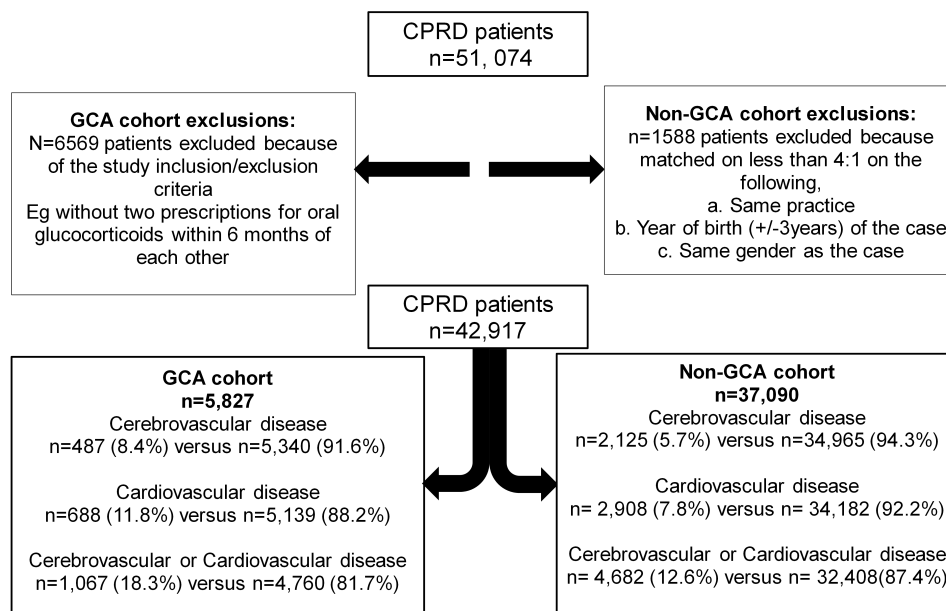 CPRD patients
n=51, 074
GCA cohort exclusions:
N=6569 patients excluded because
of the study inclusion/exclusion
criteria
Eg without two prescriptions for oral
glucocorticoids within 6 months of
each other
Non-GCA cohort exclusions:
n=1588 patients excluded because
matched on less than 4:1 on the
following,
a. Same practice
b. Year of birth (+/-3years) of the case
c. Same gender as the case
CPRD patients
n=42,917
GCA cohort
n=5,827
Cerebrovascular disease
n=487 (8.4%) versus n=5,340 (91.6%)
Cardiovascular disease
n=688 (11.8%) versus n=5,139 (88.2%)
Cerebrovascular or Cardiovascular disease
n=1,067 (18.3%) versus n=4,760 (81.7%)
Non-GCA cohort
n=37,090
Cerebrovascular disease
n=2,125 (5.7%) versus n=34,965 (94.3%)
Cardiovascular disease
n= 2,908 (7.8%) versus n= 34,182 (92.2%)
Cerebrovascular or Cardiovascular disease
n= 4,682 (12.6%) versus n= 32,408(87.4%)